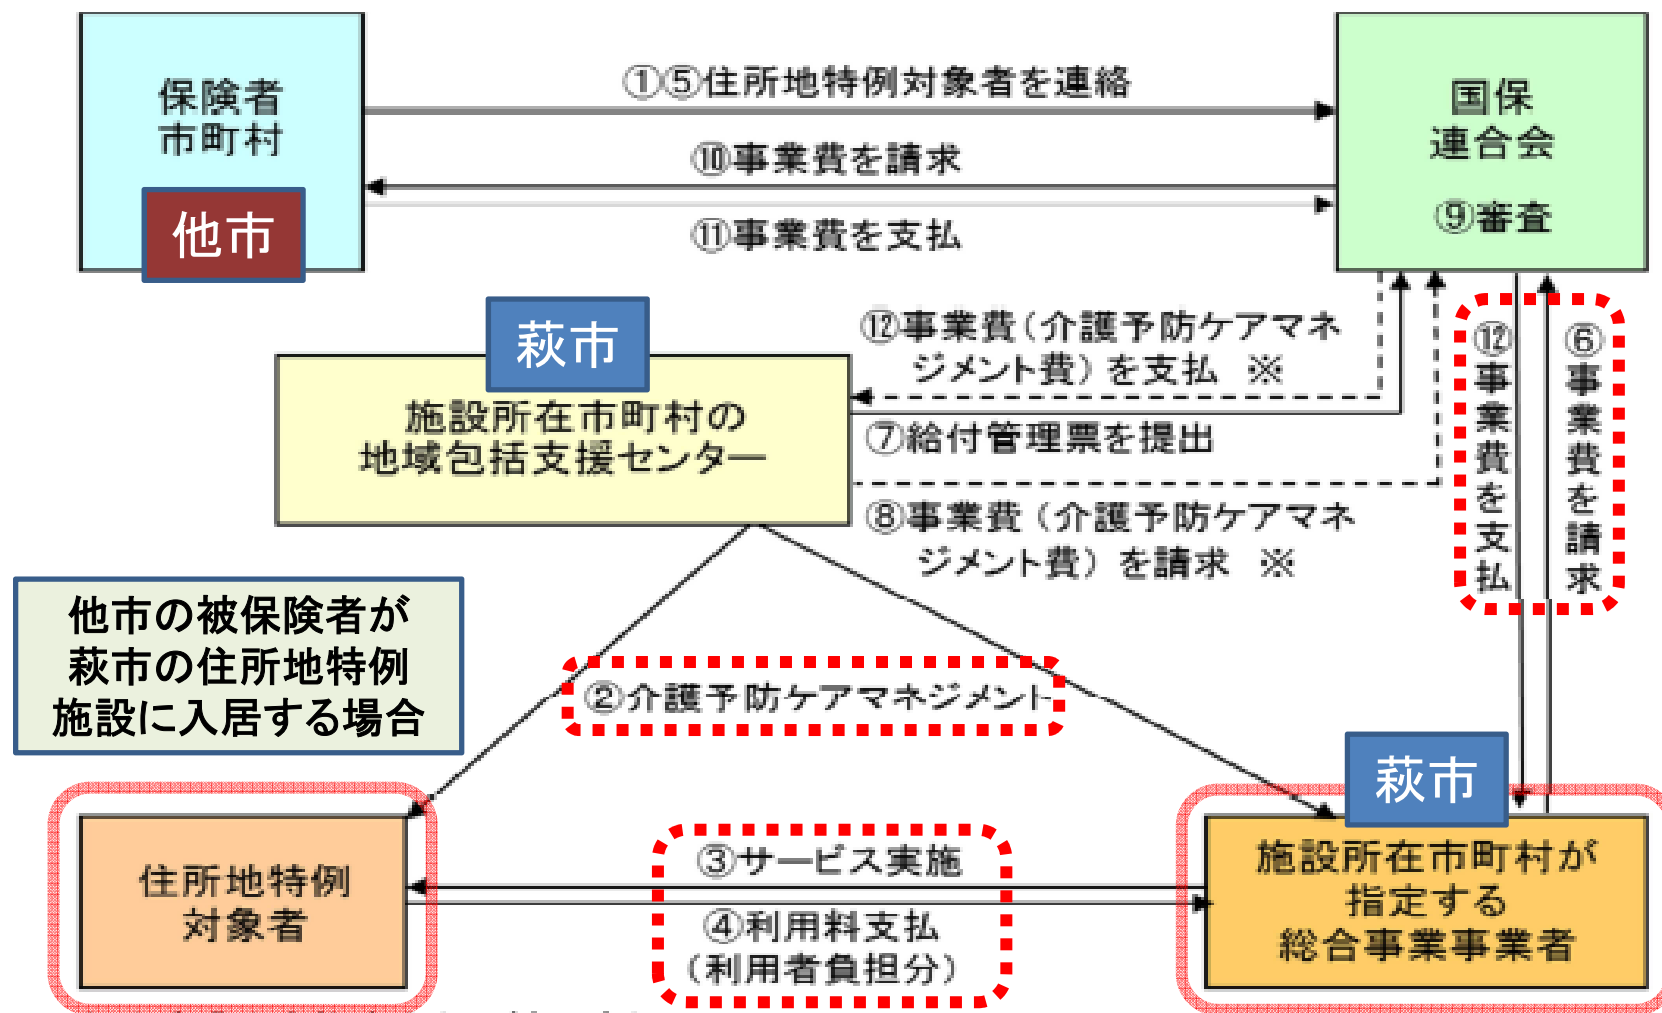 保険者
市町村
他市
①⑤住所地特例対象者を連絡
⑩事業費を請求
⑪事業費を支払
国保
連合会
⑨審査
萩市
施設所在市町村の
地域包括支援センター
⑫事業費（介護予防ケアマネ
ジメント費）を支払　※
⑦給付管理票を提出
⑧事業費（介護予防ケアマネ
ジメント費）を請求　※
⑫事業費を支払
⑥事業費を請求
他市の被保険者が
萩市の住所地特例
施設に入居する場合
②介護予防ケアマネジメント
住所地特例
対象者
③サービス実施
④利用料支払
（利用者負担分）
萩市
施設所在市町村が
指定する
総合事業事業者